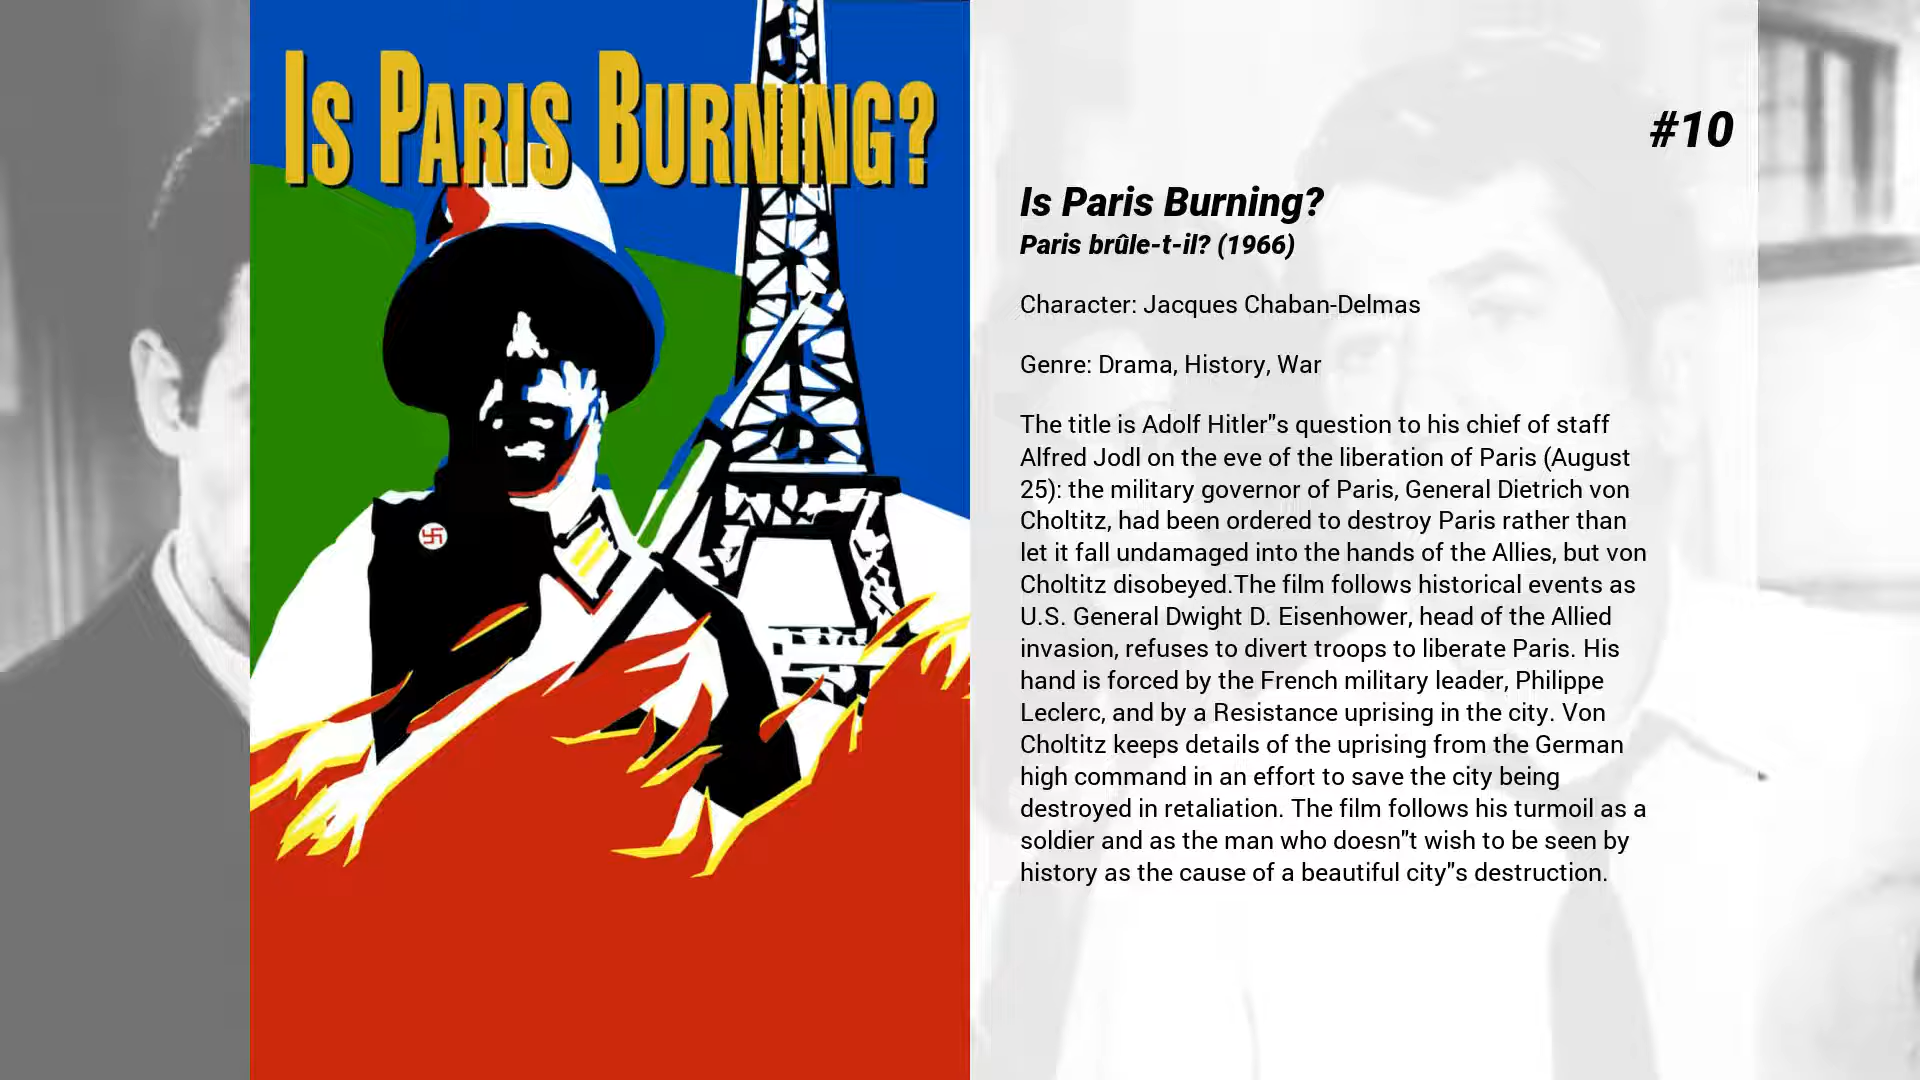 IS PARIS BURNING?
#10
Is Paris Burning?
Paris brûle-t-il? (1966)
Character: Jacques Chaban-Delmas
Genre: Drama, History, War
The title is Adolf Hitler"s question to his chief of staff
Alfred Jodl on the eve of the liberation of Paris (August
25): the military governor of Paris, General Dietrich von
Choltitz, had been ordered to destroy Paris rather than
let it fall undamaged into the hands of the Allies, but von
Choltitz disobeyed.The film follows historical events as
U.S. General Dwight D. Eisenhower, head of the Allied
invasion, refuses to divert troops to liberate Paris. His
hand is forced by the French military leader, Philippe
Leclerc, and by a Resistance uprising in the city. Von
Choltitz keeps details of the uprising from the German
high command in an effort to save the city being
destroyed in retaliation. The film follows his turmoil as a
soldier and as the man who doesn"t wish to be seen by
history as the cause of a beautiful city"s destruction.